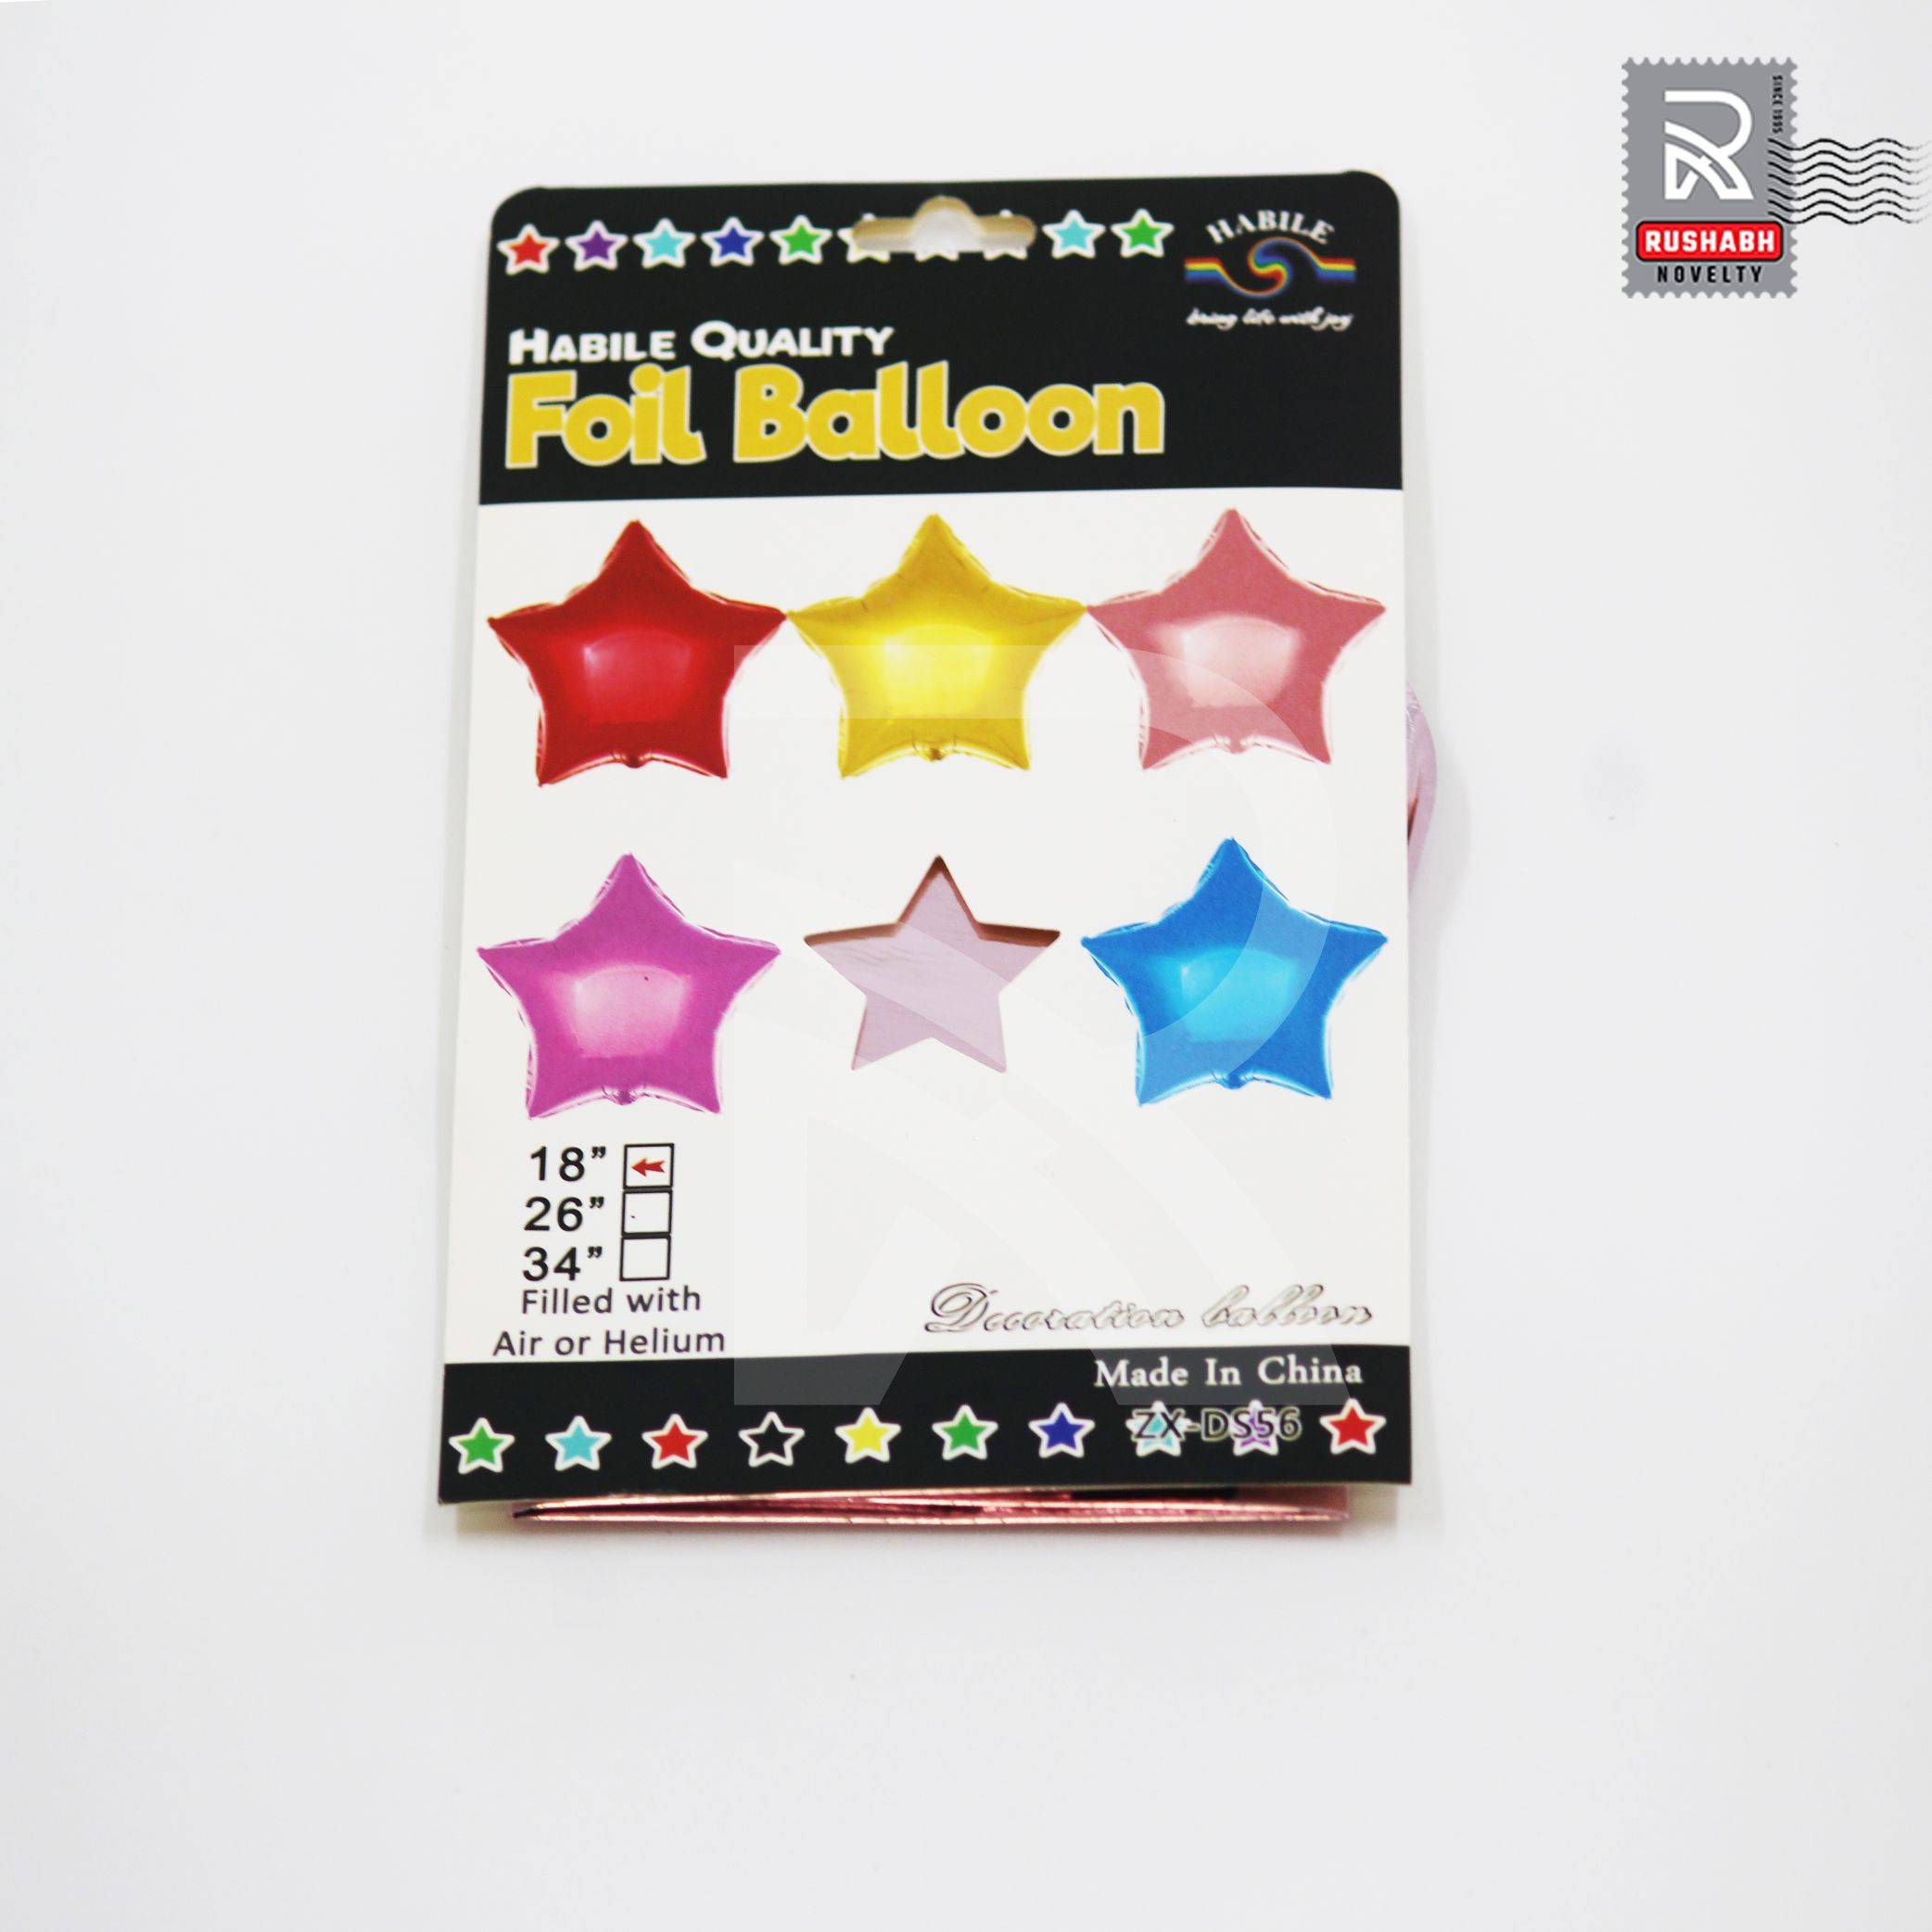 SINCE 1995
RUSHABH
NOVELTY
HABILE
bring life with joy
HABILE QUALITY
Foil Balloon
18”
26”
34”
Filled with
Air or Helium
Decoration balloon
Made In China
ZX-DS56